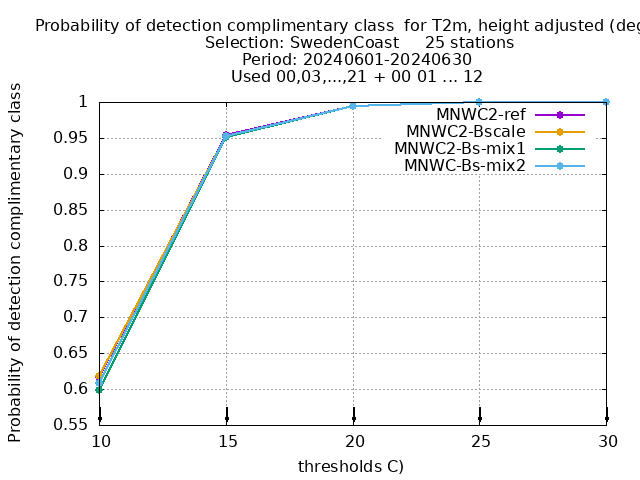 Probability of detection complimentary class for T2m, height adjusted (deg
Selection: SwedenCoast 25 stations
Period: 20240601-20240630
Used 00,03,...,21 + 00 01 ... 12
Probability of detection complimentary class
1
0.95
0.9
0.85
0.8
0.75
0.7
0.65
0.6
0.55
MNWC2-ref
MNWC2-Bscale
MNWC2-Bs-mix1
MNWC-Bs-mix2
10 15 20 25 30
thresholds C)